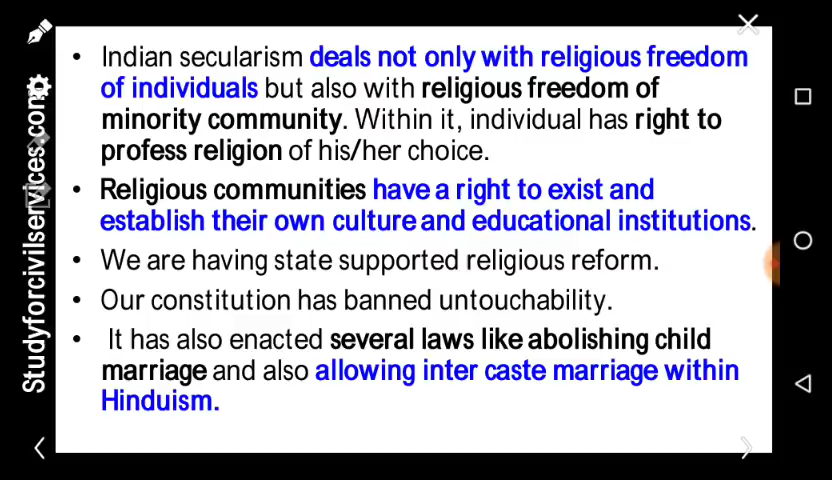 • Indian secularism deals not only with religious freedom
of individuals but also with religious freedom of
minority community. Within it, individual has right to
profess religion of his/her choice.
• Religious communities have a right to exist and
establish their own culture and educational institutions.
• We are having state supported religious reform.
• Our constitution has banned untouchability.
• It has also enacted several laws like abolishing child
marriage and also allowing inter caste marriage within
Hinduism.
Studyforcivilservices.com